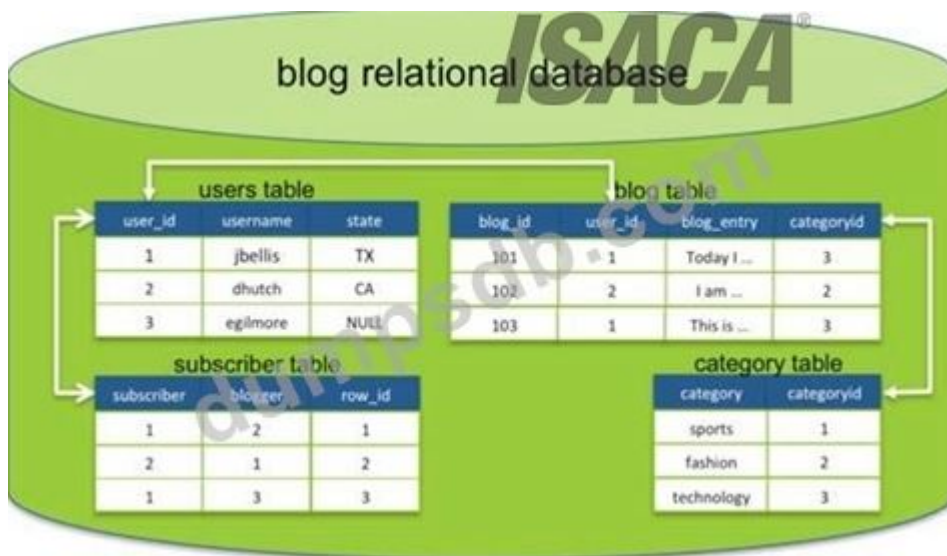 ISACA®
blog relational database
users table
user_id username state
1 jbellis TX
2 dhutch CA
3 egilmore NULL
blog table
blog_id user_id blog_entry categoryid
101 1 Today I ... 3
102 2 I am ... 2
103 1 This is ... 3
subscriber table
subscriber blogger row_id
1 2 1
2 1 2
1 3 3
category table
category categoryid
sports 1
fashion 2
technology 3
dumpsdb.com